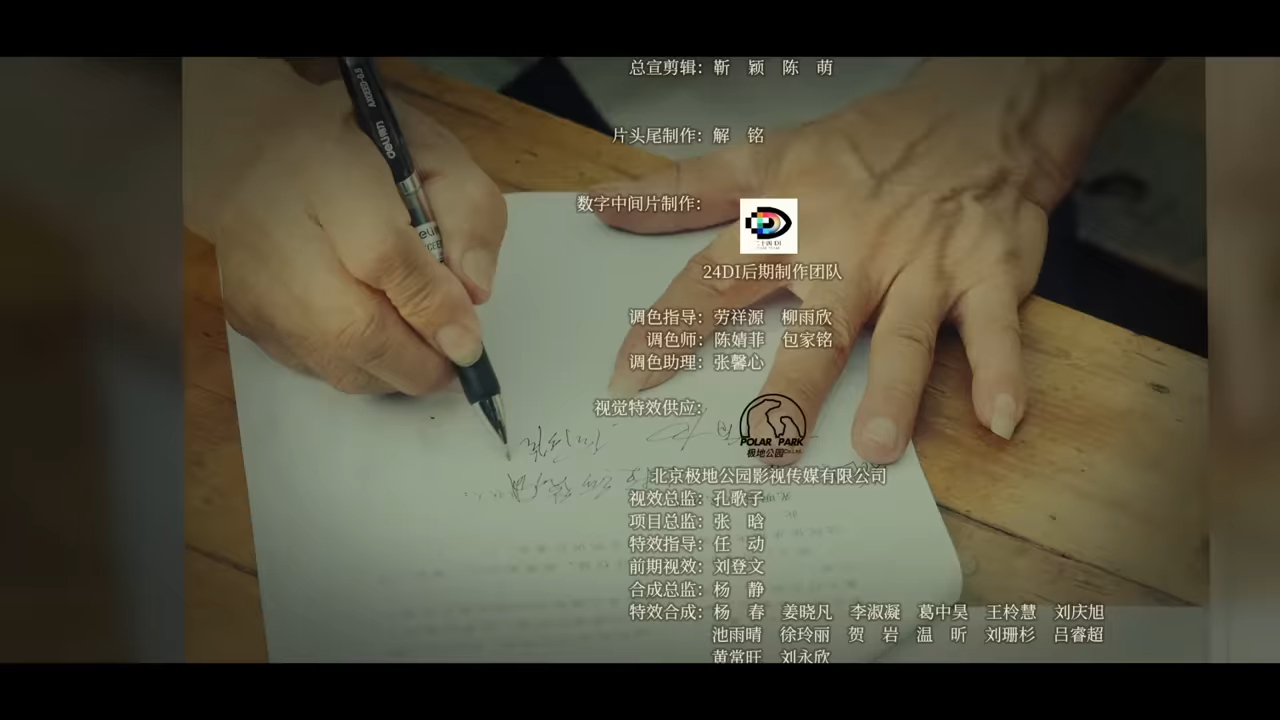 总宣剪辑：靳　颖　陈　萌
片头尾制作：解　铭
数字中间片制作：
24DI后期制作团队
调色指导：劳祥源　柳雨欣
调色师：陈婧菲　包家铭
调色助理：张馨心
视觉特效供应：
POLAR PARK
极地公园 Co.Ltd.
北京极地公园影视传媒有限公司
视效总监：孔歌子
项目总监：张　晗
特效指导：任　动
前期视效：刘登文
合成总监：杨　静
特效合成：杨　春　姜晓凡　李淑凝　葛中昊　王柃慧　刘庆旭
池雨晴　徐玲丽　贺　岩　温　昕　刘珊杉　吕睿超
黄常旺　刘永欣
deli